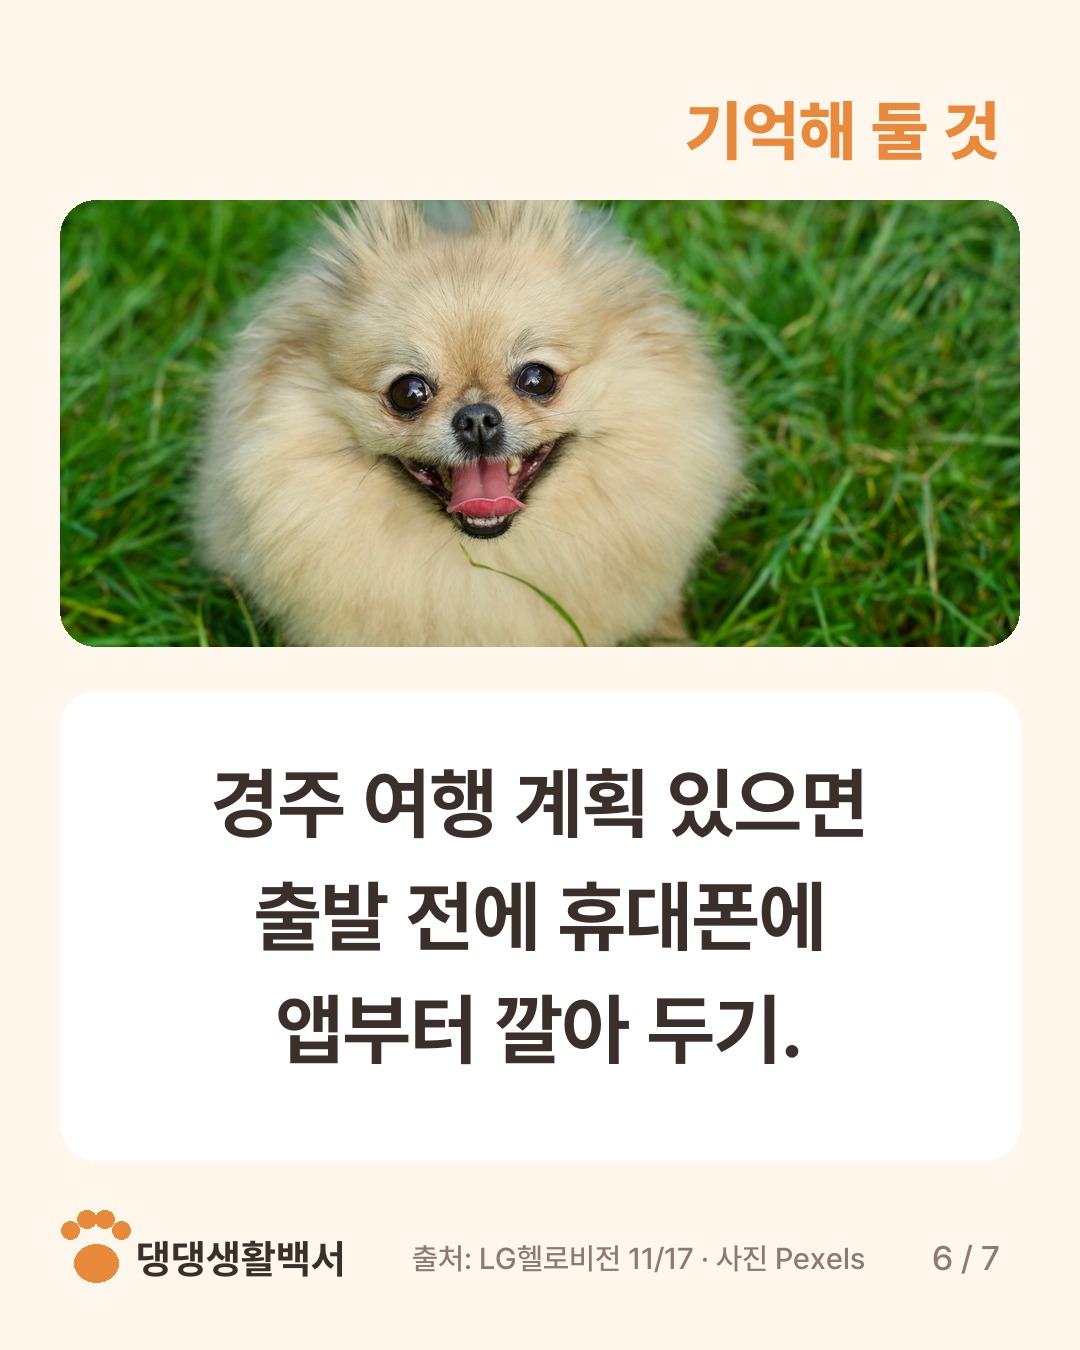 기억해 둘 것
경주 여행 계획 있으면
출발 전에 휴대폰에
앱부터 깔아 두기.
댕댕생활백서
출처: LG헬로비전 11/17 · 사진 Pexels
6 / 7